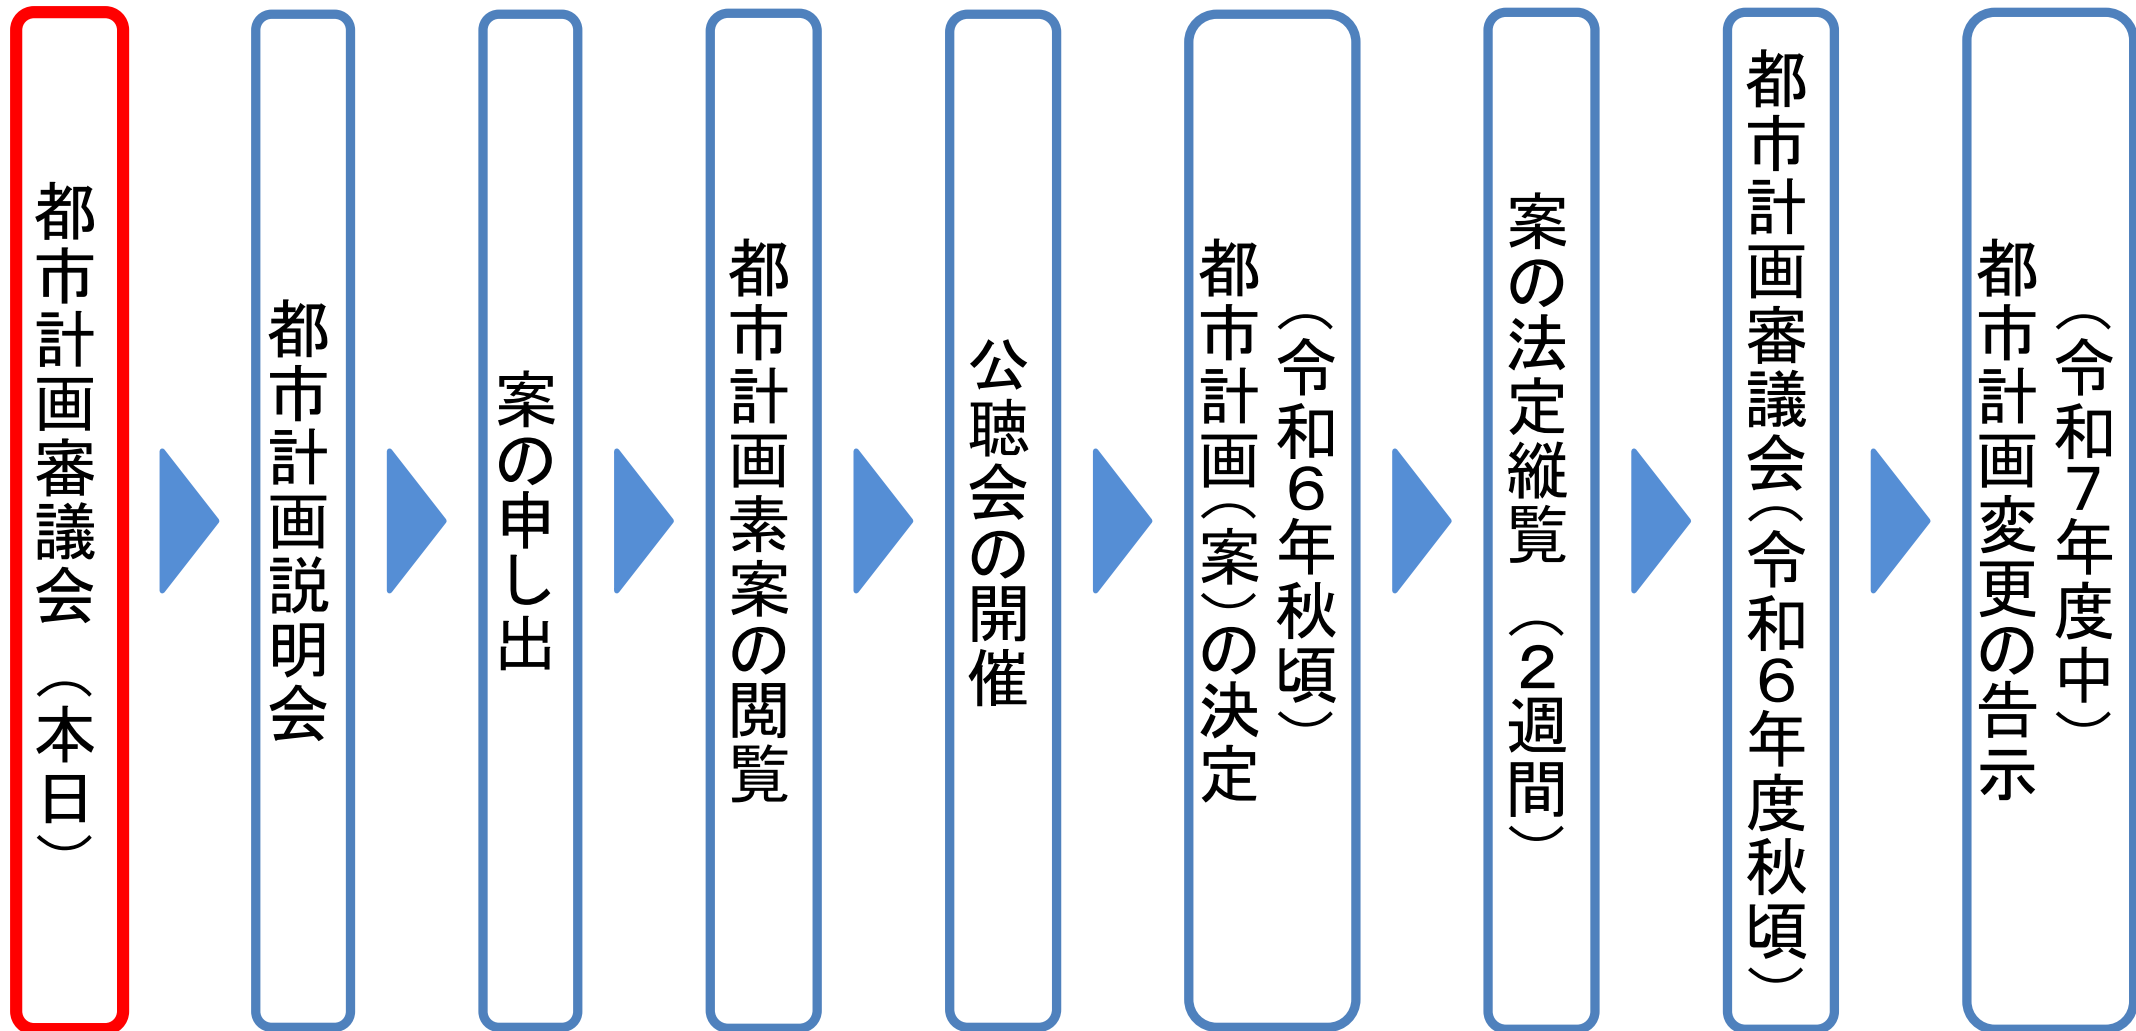 都市計画審議会　（本日）
都市計画説明会
案の申し出
都市計画素案の閲覧
公聴会の開催
（令和６年秋頃）
都市計画（案）の決定
案の法定縦覧　（２週間）
都市計画審議会（令和６年度秋頃）
（令和７年度中）
都市計画変更の告示